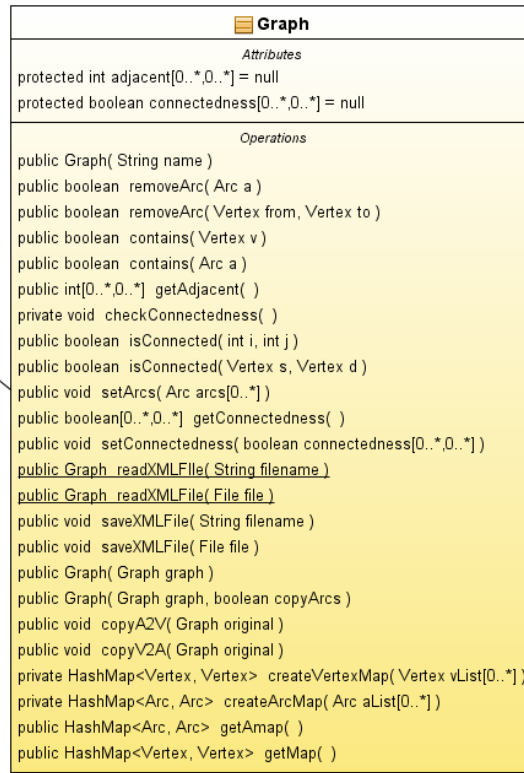 Graph
Attributes
protected int adjacent[0..*,0..*] = null
protected boolean connectedness[0..*,0..*] = null
Operations
public Graph( String name )
public boolean removeArc( Arc a )
public boolean removeArc( Vertex from, Vertex to )
public boolean contains( Vertex v )
public boolean contains( Arc a )
public int[0..*,0..*] getAdjacent( )
private void checkConnectedness( )
public boolean isConnected( int i, int j )
public boolean isConnected( Vertex s, Vertex d )
public void setArcs( Arc arcs[0..*] )
public boolean[0..*,0..*] getConnectedness( )
public void setConnectedness( boolean connectedness[0..*,0..*] )
public Graph readXMLFIle( String filename )
public Graph readXMLFile( File file )
public void saveXMLFile( String filename )
public void saveXMLFile( File file )
public Graph( Graph graph )
public Graph( Graph graph, boolean copyArcs )
public void copyA2V( Graph original )
public void copyV2A( Graph original )
private HashMap<Vertex, Vertex> createVertexMap( Vertex vList[0..*] )
private HashMap<Arc, Arc> createArcMap( Arc aList[0..*] )
public HashMap<Arc, Arc> getAmap( )
public HashMap<Vertex, Vertex> getMap( )